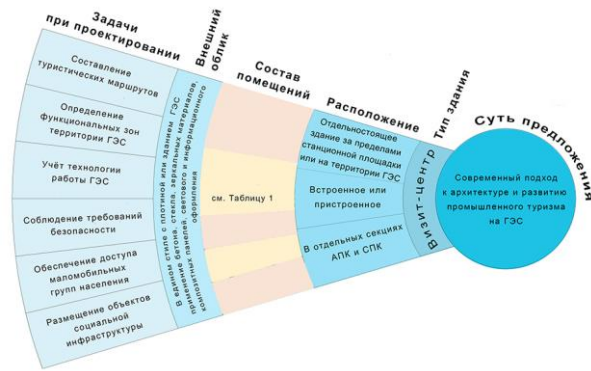 Задачи
при проектировании
Внешний
облик
Состав
помещений
Расположение
Тип здания
Суть предложения
Составление
туристических маршрутов
Определение
функциональных зон
территории ГЭС
Учёт технологии
работы ГЭС
Соблюдение требований
безопасности
Обеспечение доступа
маломобильных
групп населения
Размещение объектов
социальной
инфраструктуры
В едином стиле с плотиной или зданием ГЭС
применение бетона, стекла, зеркальных материалов,
композитных панелей, светового и информационного
оформления
см. Таблицу 1
Отдельностоящее
здание за пределами
станционной площадки
или на территории ГЭС
Встроенное или
пристроенное
В отдельных секциях
АПК и СПК
Визит-центр
Современный подход
к архитектуре и развитию
промышленного туризма
на ГЭС